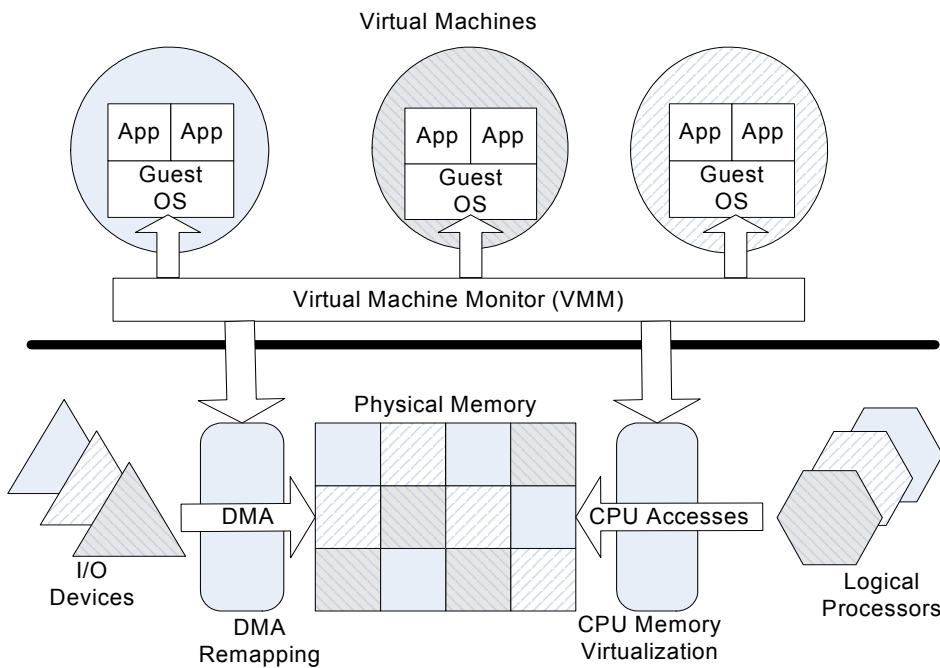 Virtual Machines
App App
Guest
OS
App App
Guest
OS
App App
Guest
OS
Virtual Machine Monitor (VMM)
Physical Memory
DMA
CPU Accesses
I/O
Devices
DMA
Remapping
CPU Memory
Virtualization
Logical
Processors